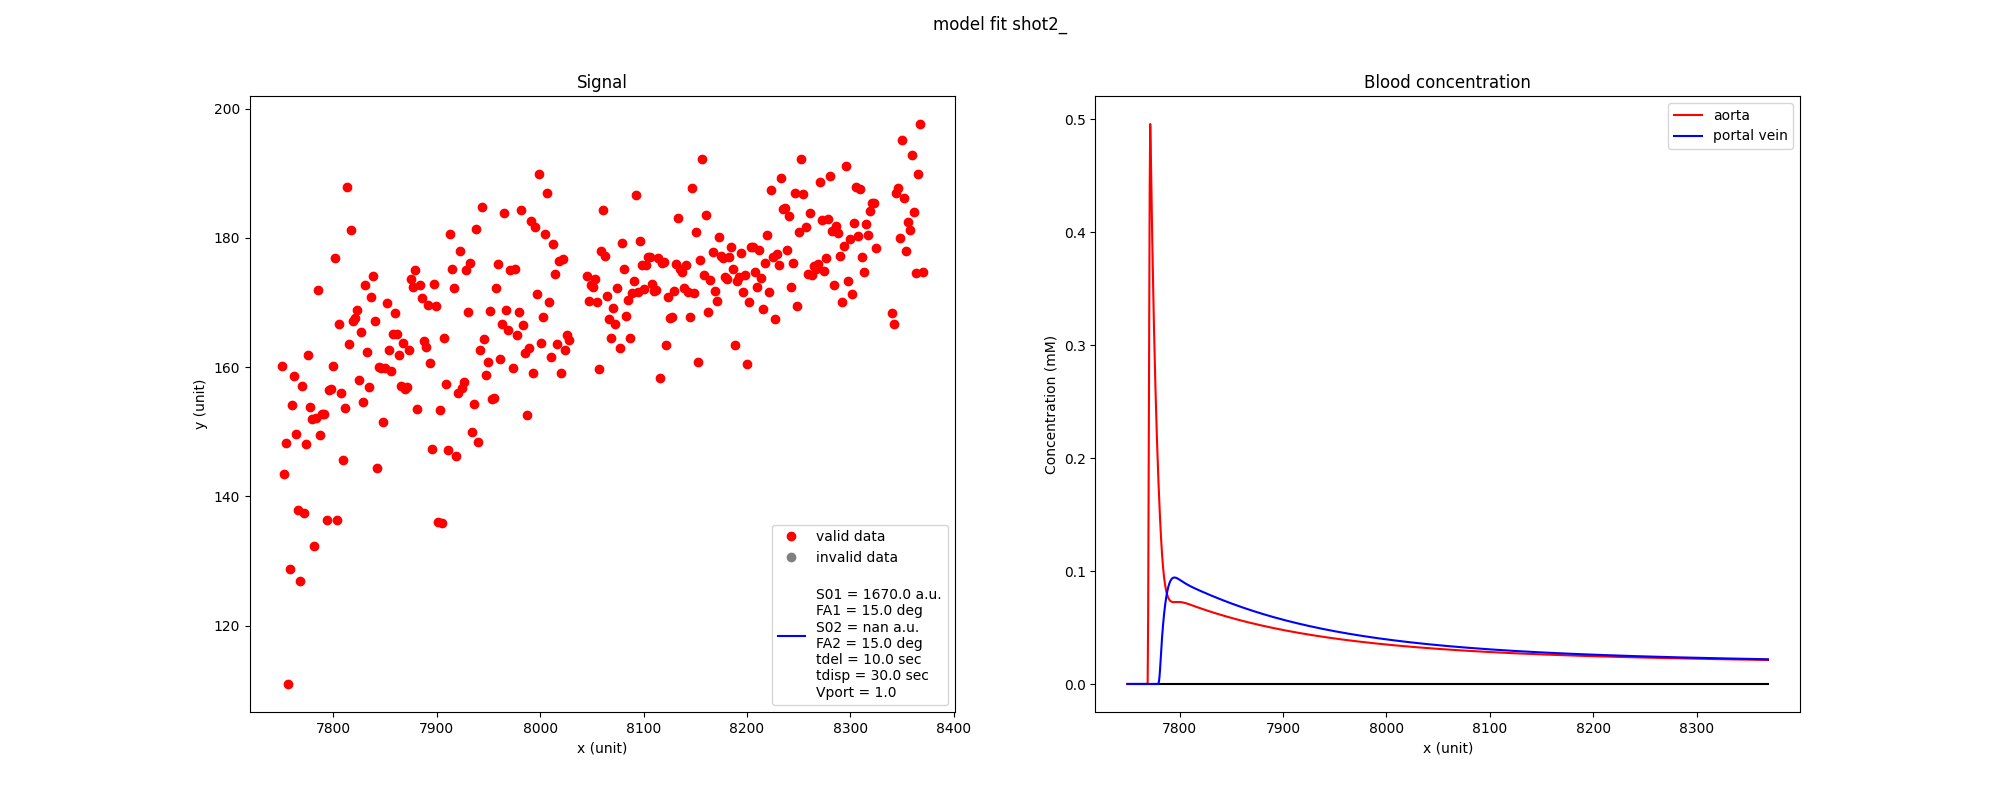 model fit shot2_
Signal
y (unit)
200
180
160
140
120
7800
7900
8000
8100
8200
8300
8400
x (unit)
valid data
invalid data
S01 = 1670.0 a.u.
FA1 = 15.0 deg
S02 = nan a.u.
FA2 = 15.0 deg
tdel = 10.0 sec
tdisp = 30.0 sec
Vport = 1.0
Blood concentration
Concentration (mM)
0.5
0.4
0.3
0.2
0.1
0.0
7800
7900
8000
8100
8200
8300
x (unit)
aorta
portal vein